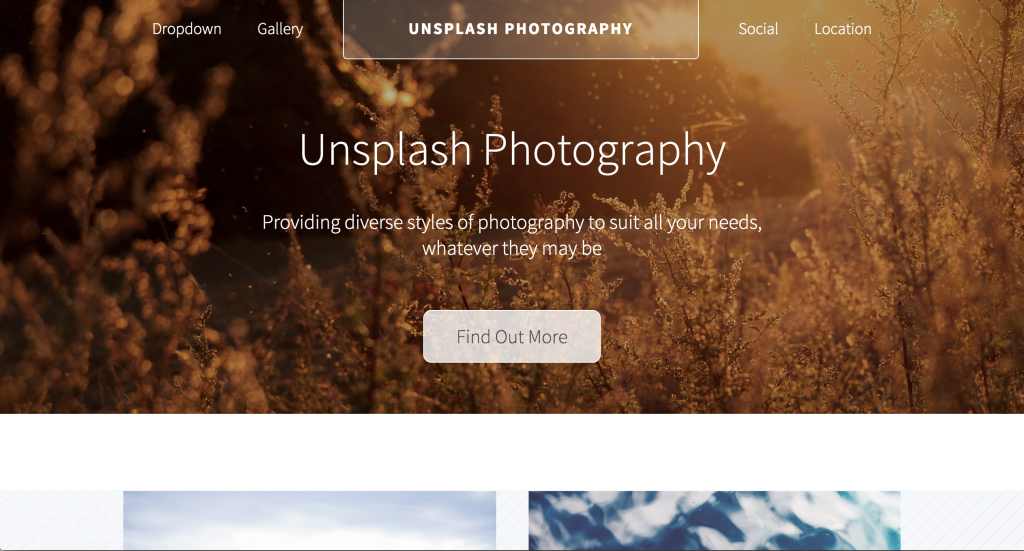 Dropdown Gallery UNSPLASH PHOTOGRAPHY Social Location
Unsplash Photography
Providing diverse styles of photography to suit all your needs,
whatever they may be
Find Out More